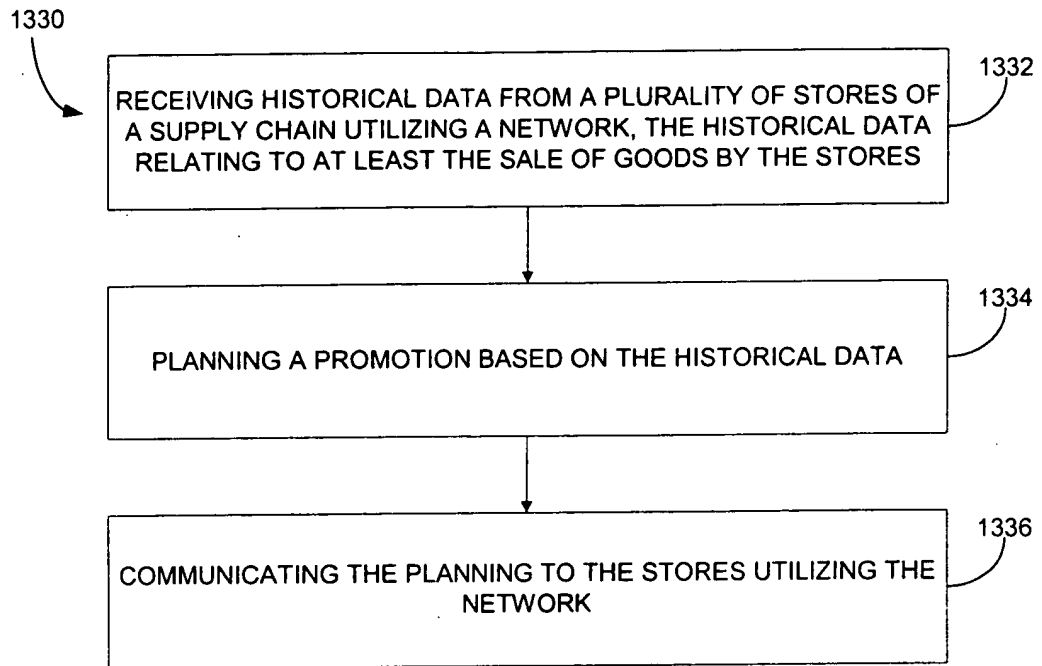 1330
1332
RECEIVING HISTORICAL DATA FROM A PLURALITY OF STORES OF
A SUPPLY CHAIN UTILIZING A NETWORK, THE HISTORICAL DATA
RELATING TO AT LEAST THE SALE OF GOODS BY THE STORES
1334
PLANNING A PROMOTION BASED ON THE HISTORICAL DATA
1336
COMMUNICATING THE PLANNING TO THE STORES UTILIZING THE
NETWORK